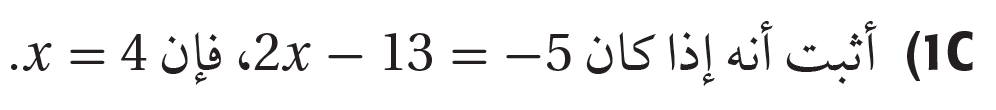 1C) أثبت أنه إذا كان 2x − 13 = −5، فإن x = 4.